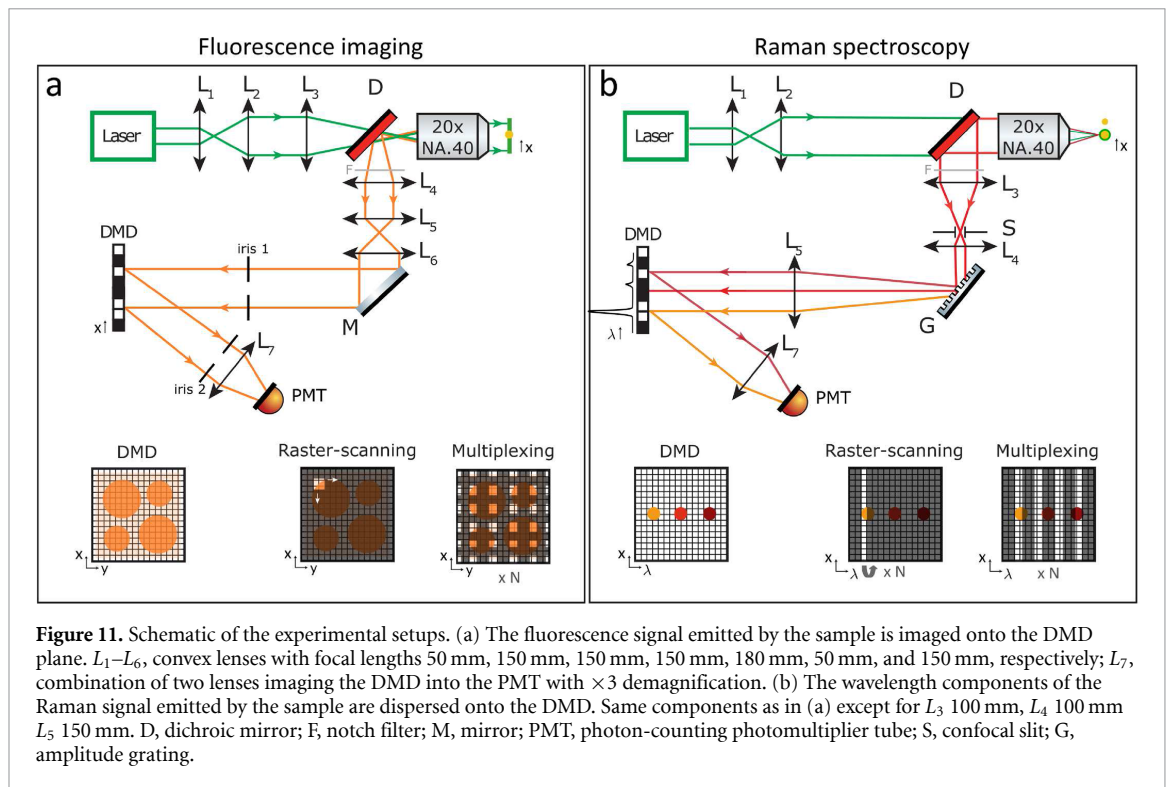 Fluorescence imaging
Raman spectroscopy
a
L1
L2
L3
D
Laser
20x
NA.40
↑x
F
L4
L5
L6
DMD
iris 1
x↑
M
L7
iris 2
PMT
DMD
Raster-scanning
Multiplexing
x
y
x
y
x
y
x N
b
L1
L2
D
Laser
20x
NA.40
↑x
F
L3
S
L4
DMD
L5
λ↑
G
L7
PMT
DMD
Raster-scanning
Multiplexing
x
λ
x
λ
x N
x
λ
x N
Figure 11. Schematic of the experimental setups. (a) The fluorescence signal emitted by the sample is imaged onto the DMD
plane. L1–L6, convex lenses with focal lengths 50 mm, 150 mm, 150 mm, 150 mm, 180 mm, 50 mm, and 150 mm, respectively; L7,
combination of two lenses imaging the DMD into the PMT with ×3 demagnification. (b) The wavelength components of the
Raman signal emitted by the sample are dispersed onto the DMD. Same components as in (a) except for L3 100 mm, L4 100 mm
L5 150 mm. D, dichroic mirror; F, notch filter; M, mirror; PMT, photon-counting photomultiplier tube; S, confocal slit; G,
amplitude grating.